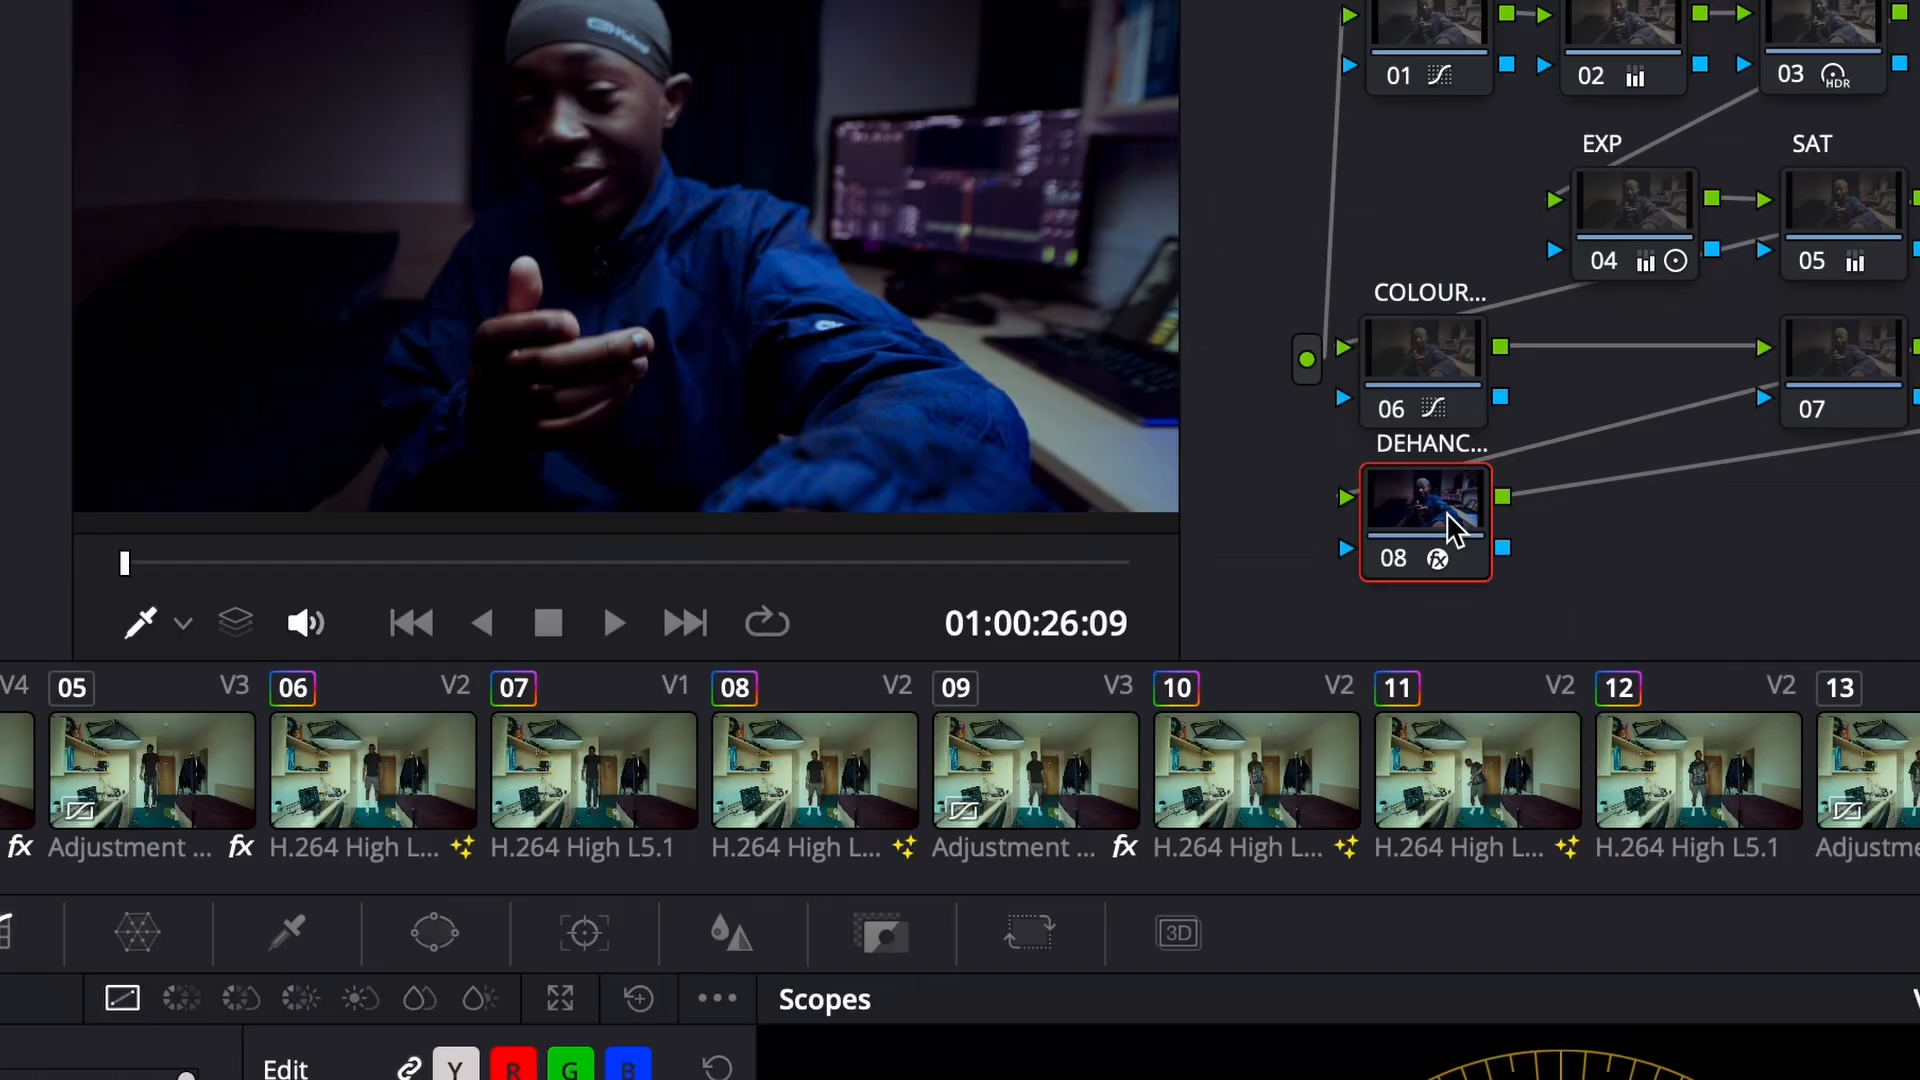 01
02
03
HDR
EXP
SAT
04
05
COLOUR...
06
07
DEHANC...
08
01:00:26:09
V4
05
V3
06
V2
07
V1
08
V2
09
V3
10
V2
11
V2
12
V2
13
fx
Adjustment ...
fx
H.264 High L...
H.264 High L5.1
H.264 High L...
Adjustment ...
fx
H.264 High L...
H.264 High L...
H.264 High L5.1
Adjustme
3D
Scopes
Edit
Y
R
G
B